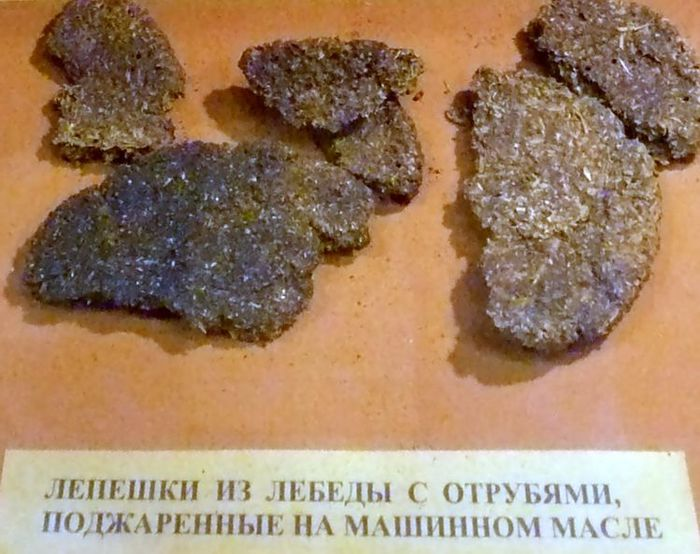 ЛЕПЕШКИ ИЗ ЛЕБЕДЫ С ОТРУБЯМИ,
ПОДЖАРЕННЫЕ НА МАШИННОМ МАСЛЕ